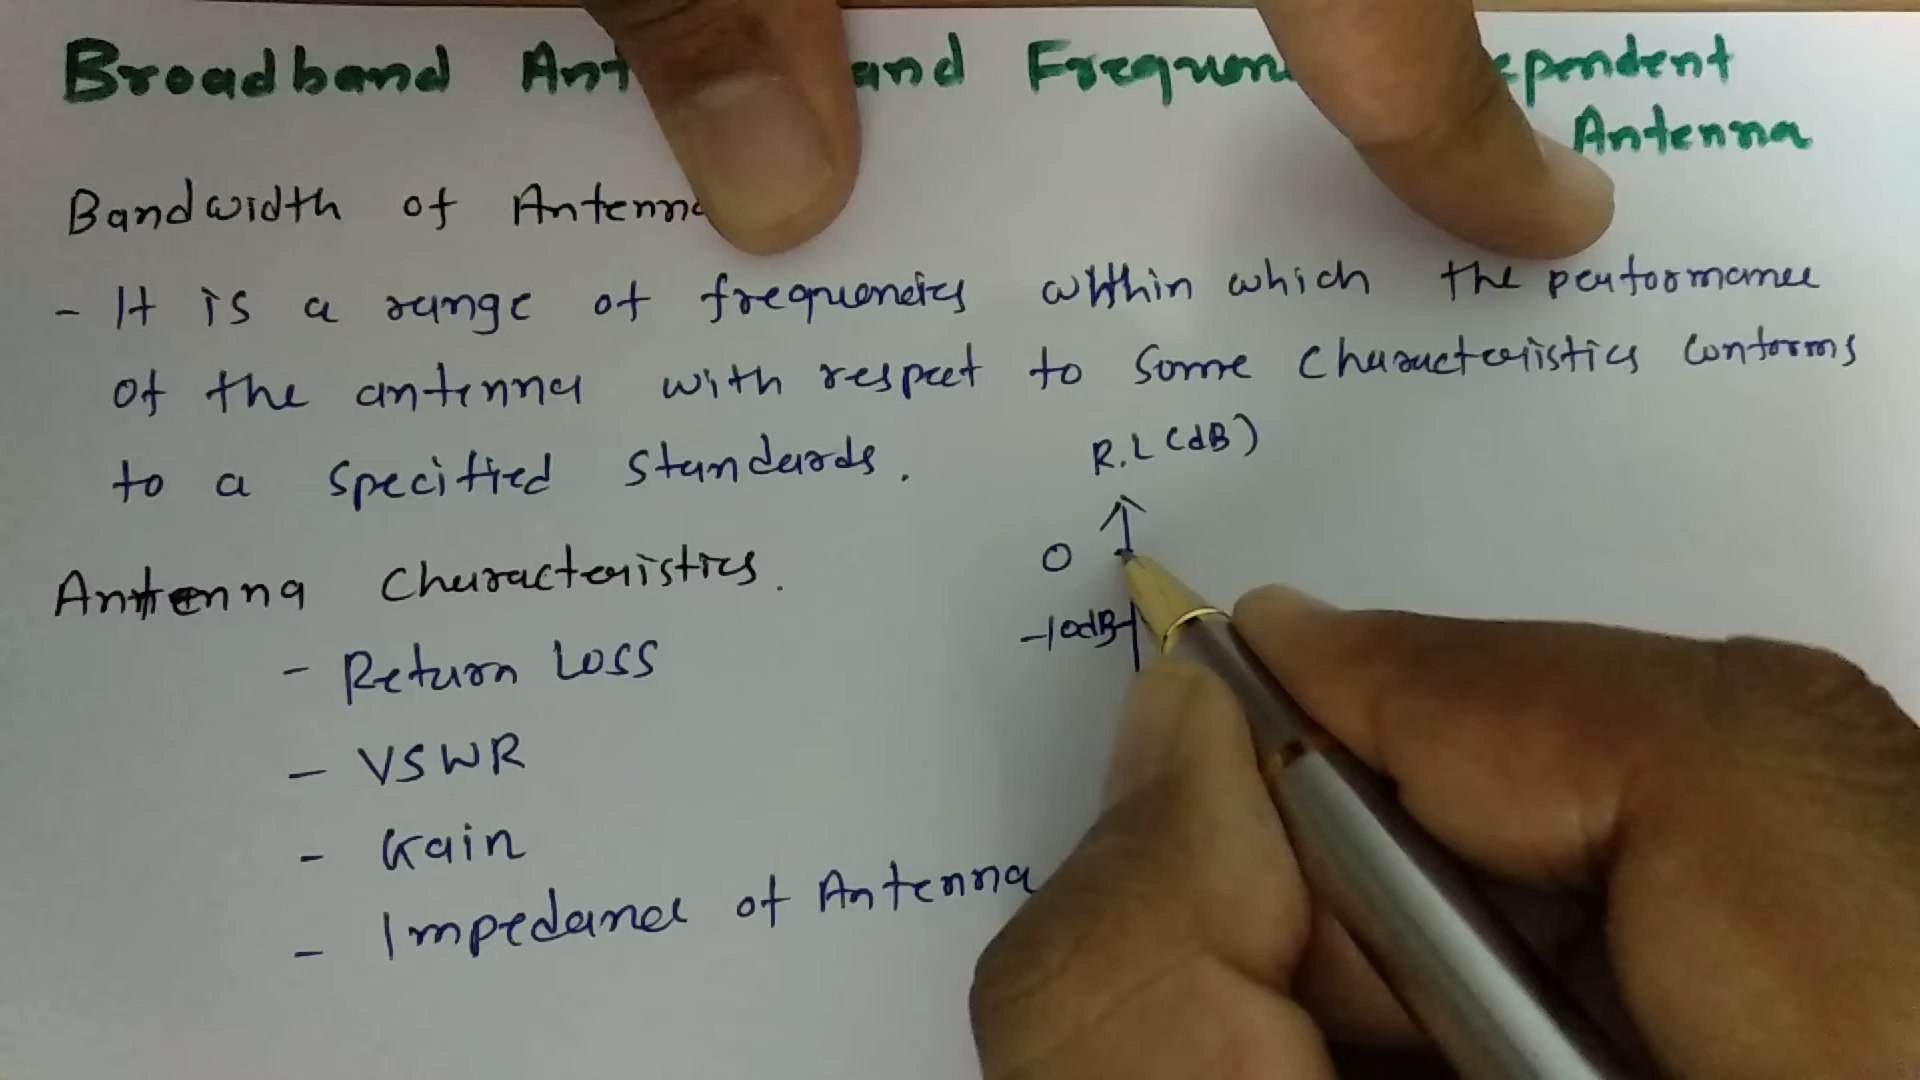 Broadband Ant and Frequen ependent
Antenna
Bandwidth of Antenna
- It is a range of frequencies within which the performance
of the antenna with respect to some characteristics conforms
to a specified standards.
R.L (dB)
0
-10dB
Antenna characteristics.
- Return Loss
- VSWR
- Gain
- Impedance of Antenna